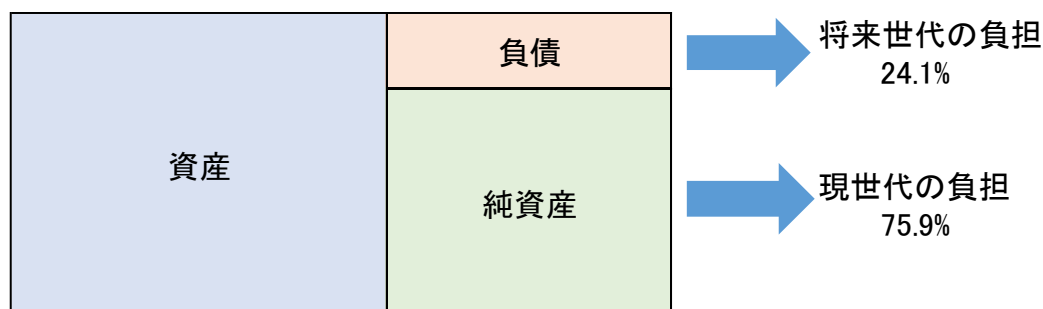 資産
負債
純資産
将来世代の負担
24.1%
現世代の負担
75.9%